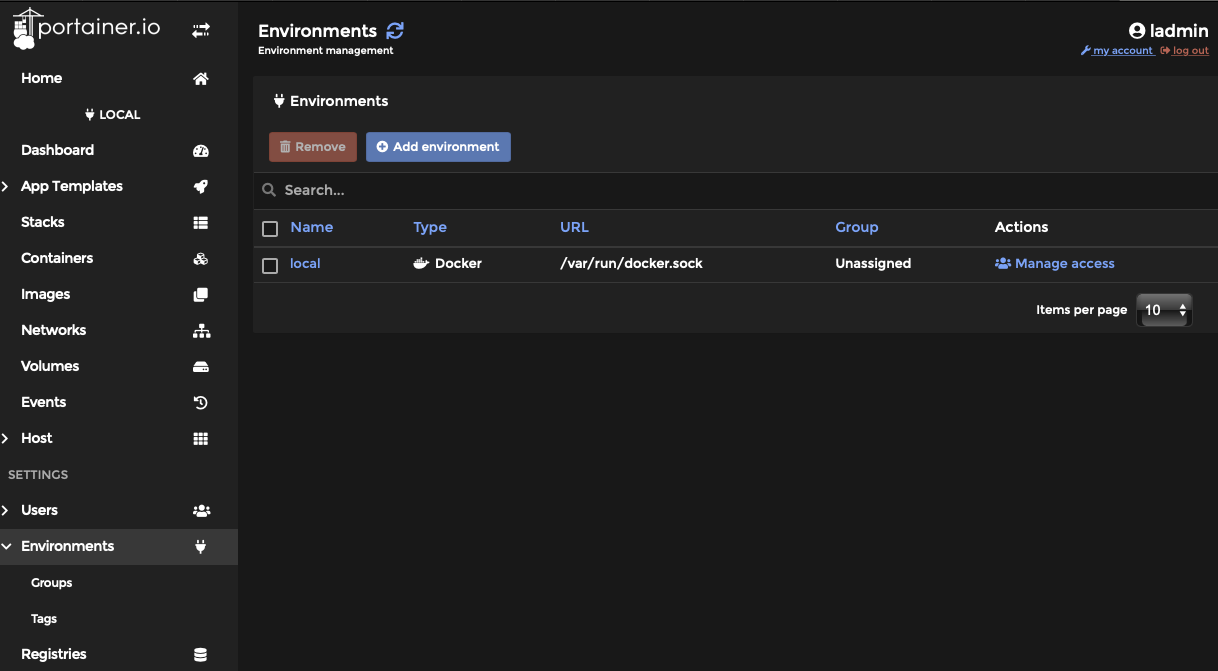 portainer.io
Home
LOCAL
Dashboard
App Templates
Stacks
Containers
Images
Networks
Volumes
Events
Host
SETTINGS
Users
Environments
Groups
Tags
Registries
Environments
Environment management
ladmin
my account log out
Environments
Remove Add environment
Search...
Name Type URL Group Actions
local Docker /var/run/docker.sock Unassigned Manage access
Items per page 10